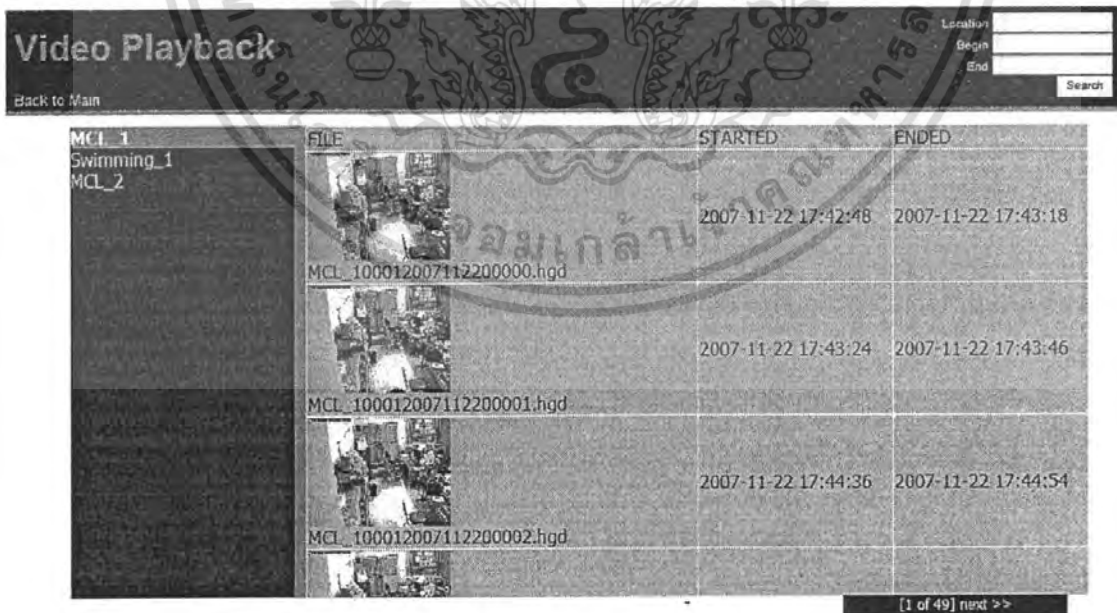 Video Playback
Back to Main
Location
Begin
End
Search
MCL_1
Swimming_1
MCL_2
FILE STARTED ENDED
MCL_100012007112200000.hgd 2007-11-22 17:42:48 2007-11-22 17:43:18
MCL_100012007112200001.hgd 2007-11-22 17:43:24 2007-11-22 17:43:46
MCL_100012007112200002.hgd 2007-11-22 17:44:36 2007-11-22 17:44:54
[1 of 49] next >>